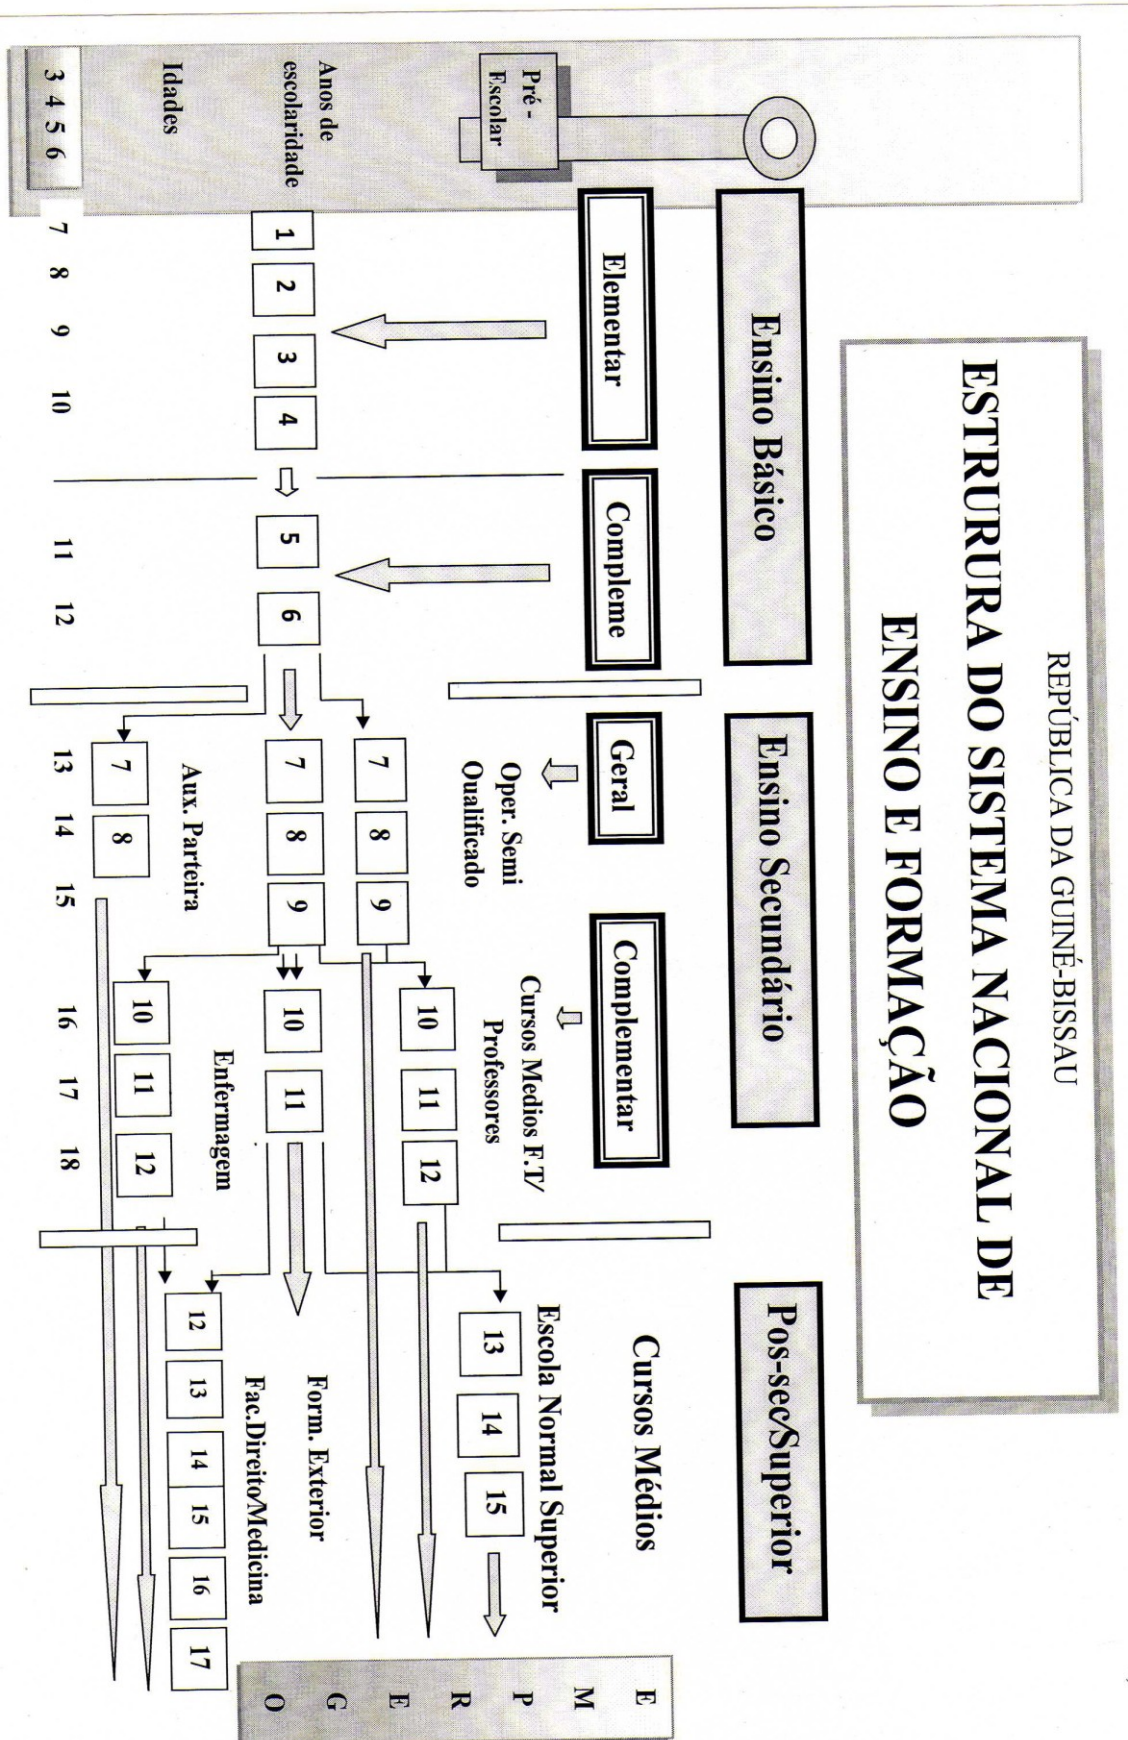 REPÚBLICA DA GUINÉ-BISSAU
ESTRURURA DO SISTEMA NACIONAL DE
ENSINO E FORMAÇÃO
Ensino Básico
Ensino Secundário
Pos-sec/Superior
Pré -
Escolar
Elementar
Compleme
Geral
Complementar
Cursos Médios
Oper. Semi
Qualificado
Cursos Medios F.T/
Professores
Escola Normal Superior
10 11 12
13 14 15
7 8 9
Anos de
escolaridade
1 2 3 4 5 6 7 8 9 10 11
Form. Exterior
Aux. Parteira
Enfermagem
Fac.Direito/Medicina
7 8
10 11 12
12 13 14 15 16 17
Idades
3 4 5 6 7 8 9 10 11 12 13 14 15 16 17 18
E
M
P
R
E
G
O